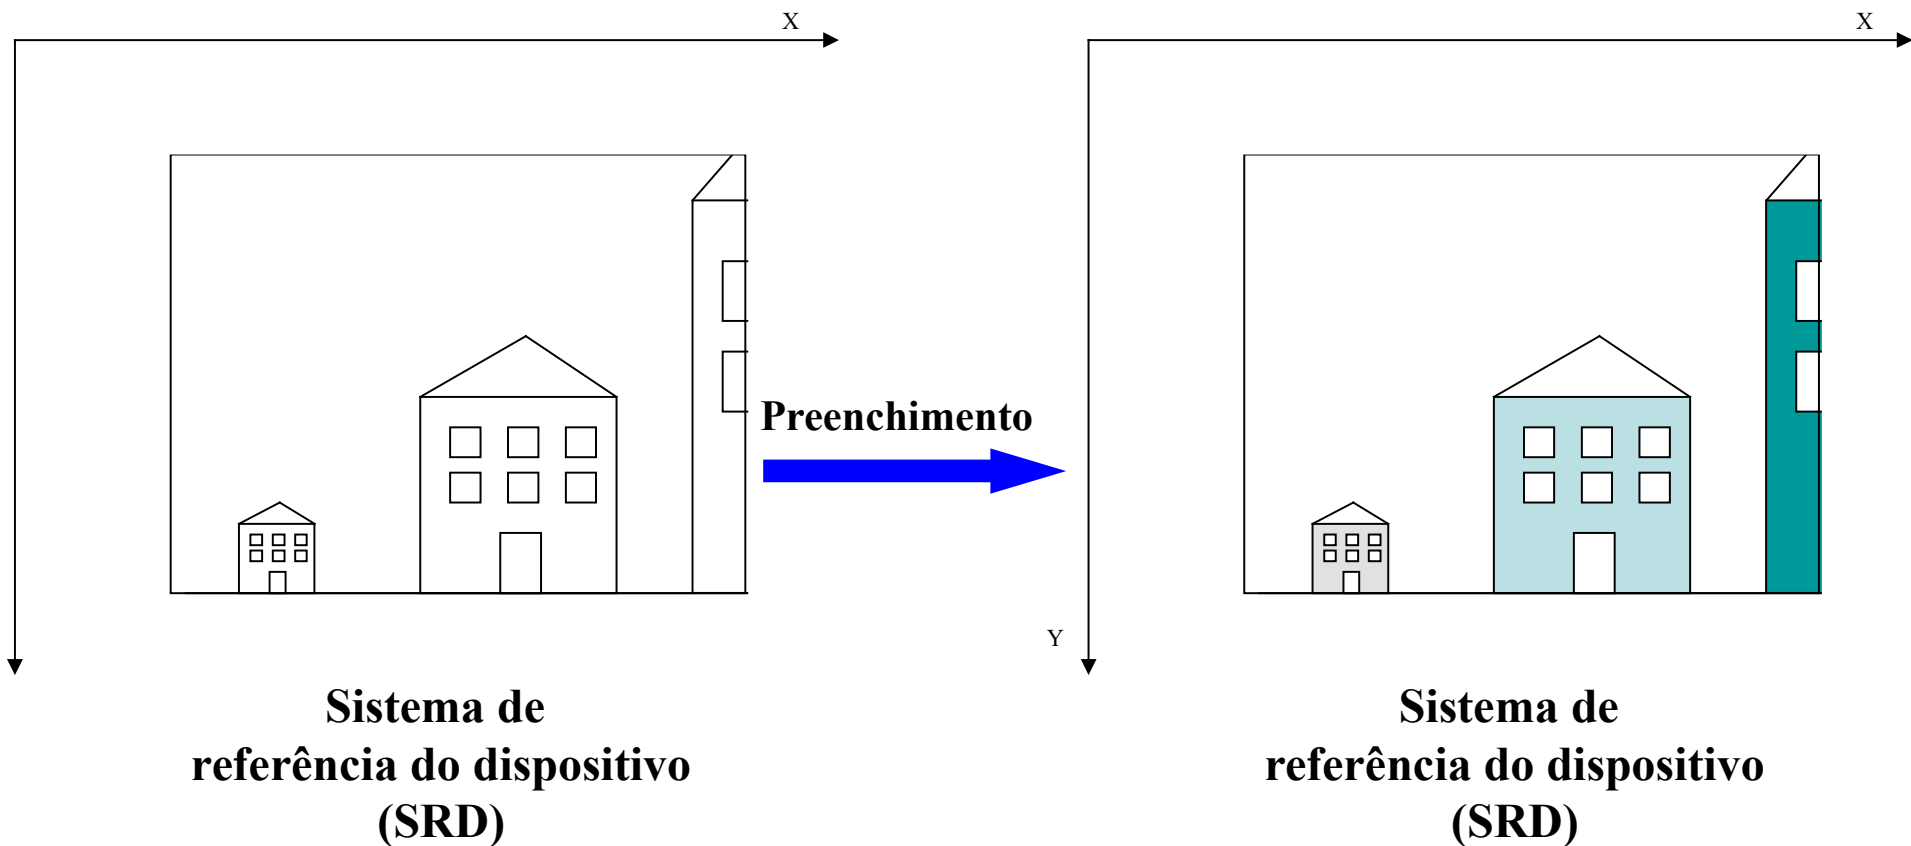 X
X
Preenchimento
Y
Sistema de
referência do dispositivo
(SRD)
Sistema de
referência do dispositivo
(SRD)